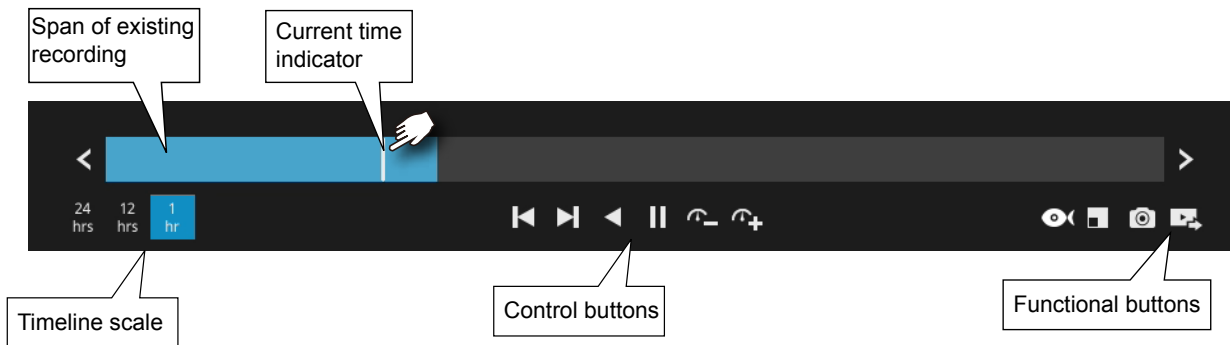 Span of existing
recording
Current time
indicator
24
hrs
12
hrs
1
hr
Timeline scale
Control buttons
Functional buttons